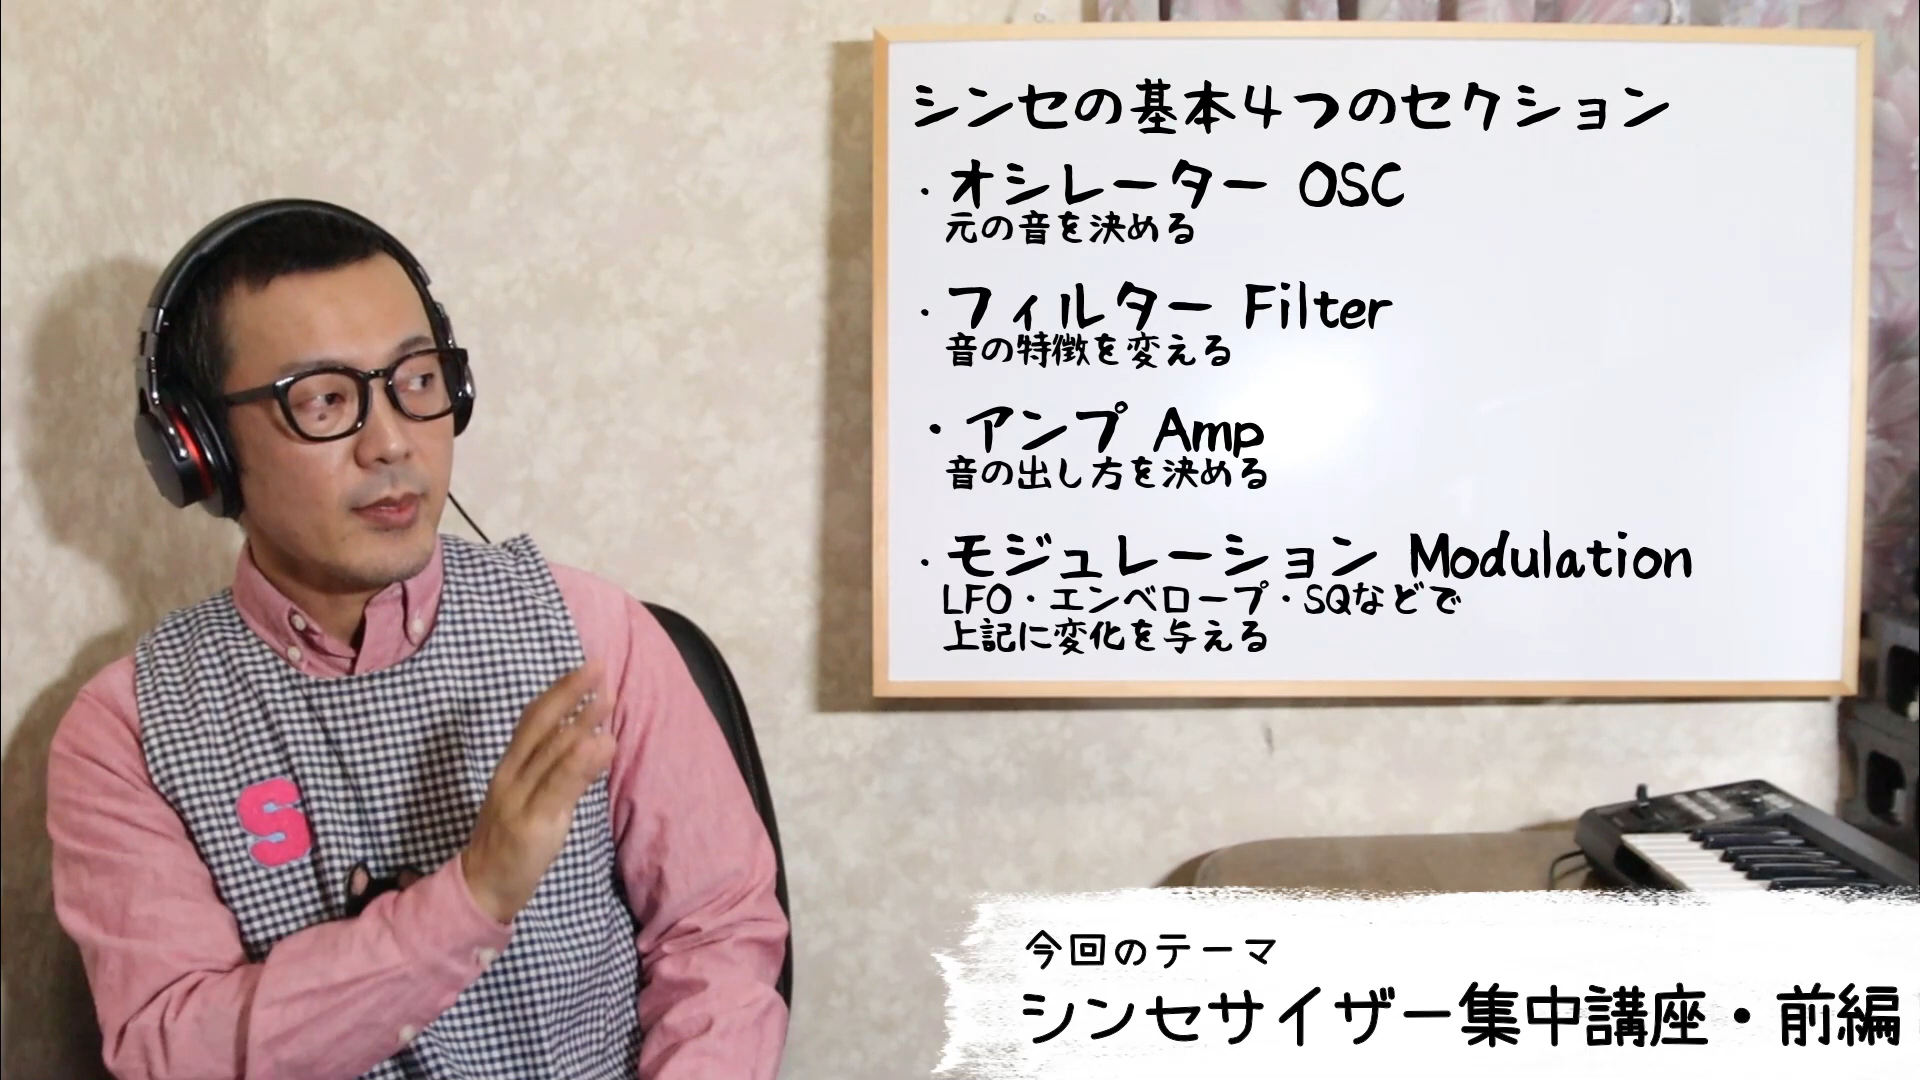 シンセの基本4つのセクション
・オシレーター OSC
元の音を決める
・フィルター Filter
音の特徴を変える
・アンプ Amp
音の出し方を決める
・モジュレーション Modulation
LFO・エンベロープ・SQなどで
上記に変化を与える
S
今回のテーマ
シンセサイザー集中講座・前編